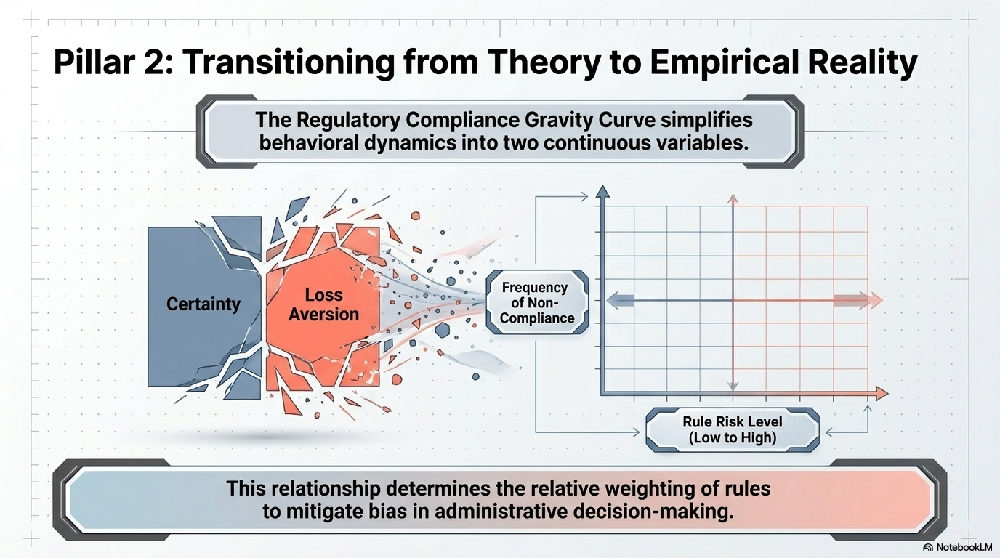 Pillar 2: Transitioning from Theory to Empirical Reality
The Regulatory Compliance Gravity Curve simplifies
behavioral dynamics into two continuous variables.
Certainty
Loss
Aversion
Frequency
of Non-
Compliance
Rule Risk Level
(Low to High)
This relationship determines the relative weighting of rules
to mitigate bias in administrative decision-making.
NotebookLM